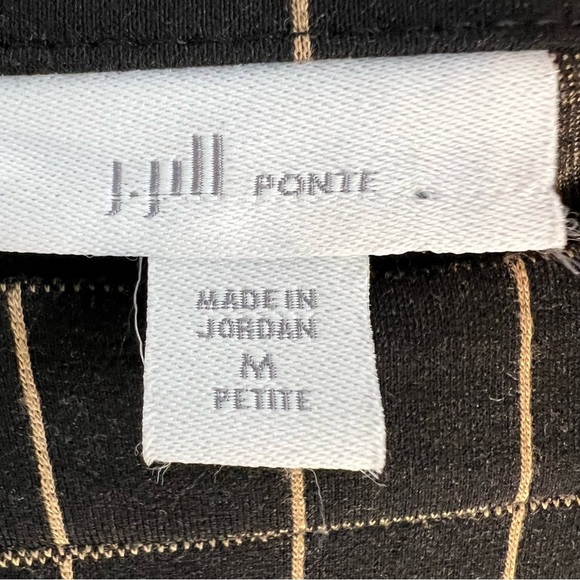 J.Jill PONTE
MADE IN
JORDAN
M
PETITE